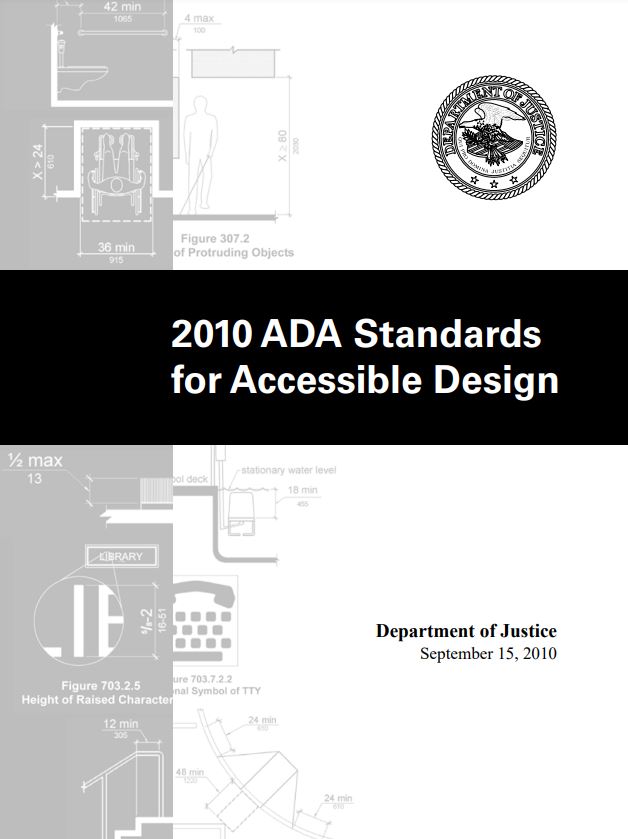 42 min
1065
4 max
100
X ≥ 24
610
X ≥ 80
2030
36 min
915
Figure 307.2
of Protruding Objects
DEPARTMENT OF JUSTICE
QUI PRO DOMINA JUSTITIA SEQUITUR
2010 ADA Standards
for Accessible Design
½ max
13
ool deck
stationary water level
18 min
455
LIBRARY
5/8-2
16-51
Figure 703.2.5
Height of Raised Character
ure 703.7.2.2
onal Symbol of TTY
Department of Justice
September 15, 2010
12 min
305
24 min
610
48 min
1220
24 min
610